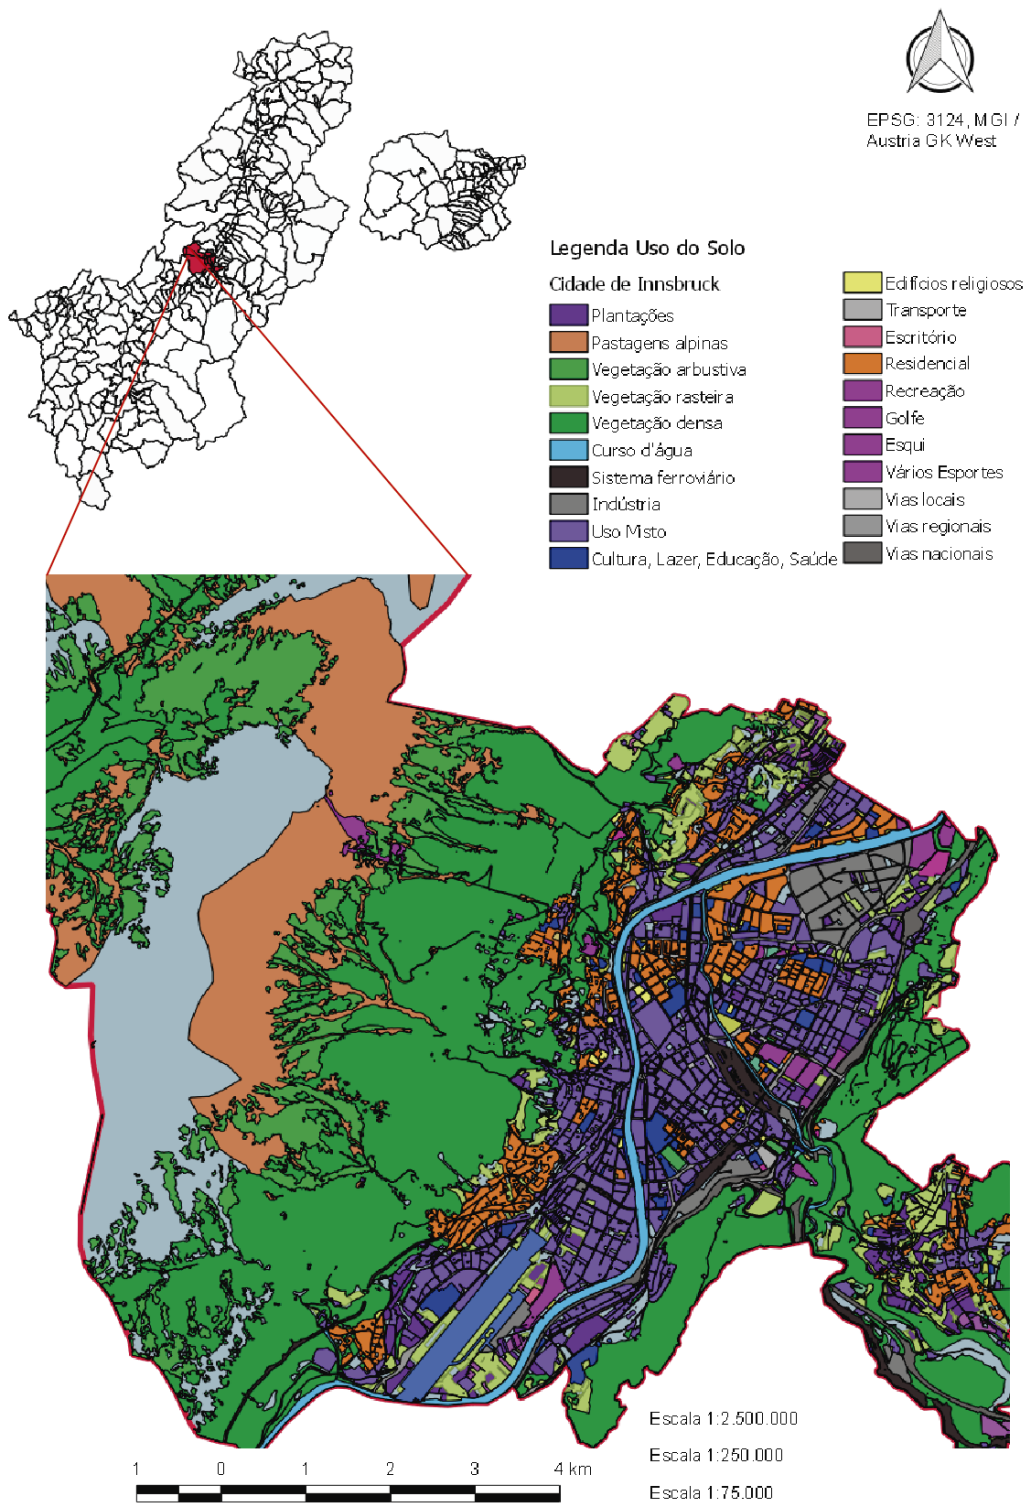 EPSG: 3124, MGI /
Austria GK West
Legenda Uso do Solo
Cidade de Innsbruck
Plantações
Pastagens alpinas
Vegetação arbustiva
Vegetação rasteira
Vegetação densa
Curso d'água
Sistema ferroviário
Indústria
Uso Misto
Cultura, Lazer, Educação, Saúde
Edifícios religiosos
Transporte
Escritório
Residencial
Recreação
Golfe
Esqui
Vários Esportes
Vias locais
Vias regionais
Vias nacionais
Escala 1:2.500.000
Escala 1:250.000
Escala 1:75.000
1 0 1 2 3 4 km